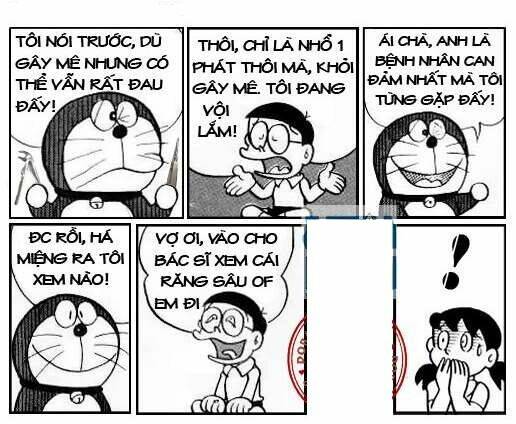 TÔI NÓI TRƯỚC, DÙ
GÂY MÊ NHƯNG CÓ
THỂ VẪN RẤT ĐAU
ĐẤY!
THÔI, CHỈ LÀ NHỔ 1
PHÁT THÔI MÀ, KHỎI
GÂY MÊ. TÔI ĐANG
VỘI
LẮM!
ÁI CHÀ, ANH LÀ
BỆNH NHÂN CAN
ĐẢM NHẤT MÀ TÔI
TỪNG GẶP ĐẤY!
ĐC RỒI, HÁ
MIỆNG RA TÔI
XEM NÀO!
VỢ ƠI, VÀO CHO
BÁC SĨ XEM CÁI
RĂNG SÂU OF
EM ĐI
!